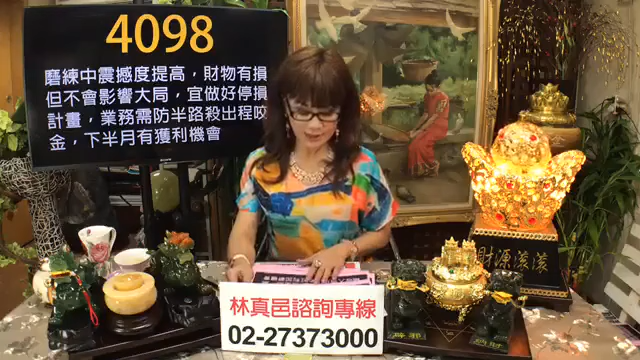 4098
磨練中震撼度提高，財物有損
但不會影響大局，宜做好停損
計畫，業務需防半路殺出程咬
金，下半月有獲利機會
財源滾滾
林真邑諮詢專線
02-27373000